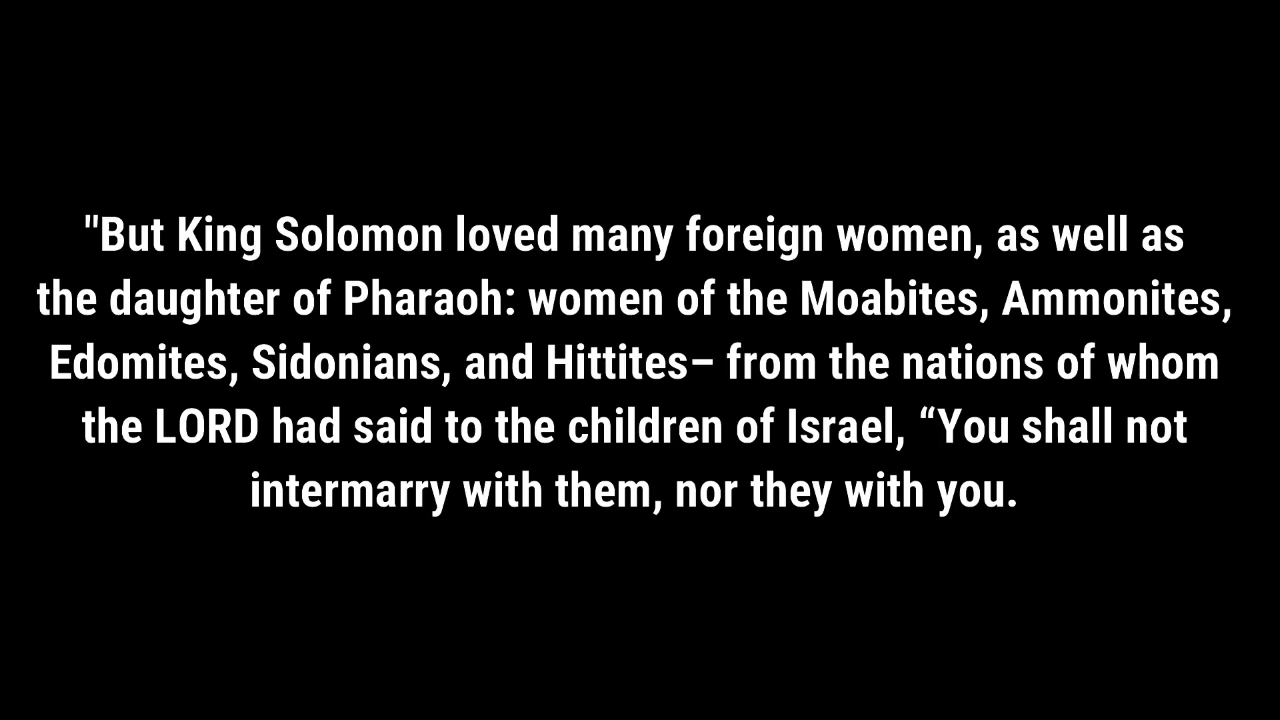 "But King Solomon loved many foreign women, as well as
the daughter of Pharaoh: women of the Moabites, Ammonites,
Edomites, Sidonians, and Hittites– from the nations of whom
the LORD had said to the children of Israel, “You shall not
intermarry with them, nor they with you.